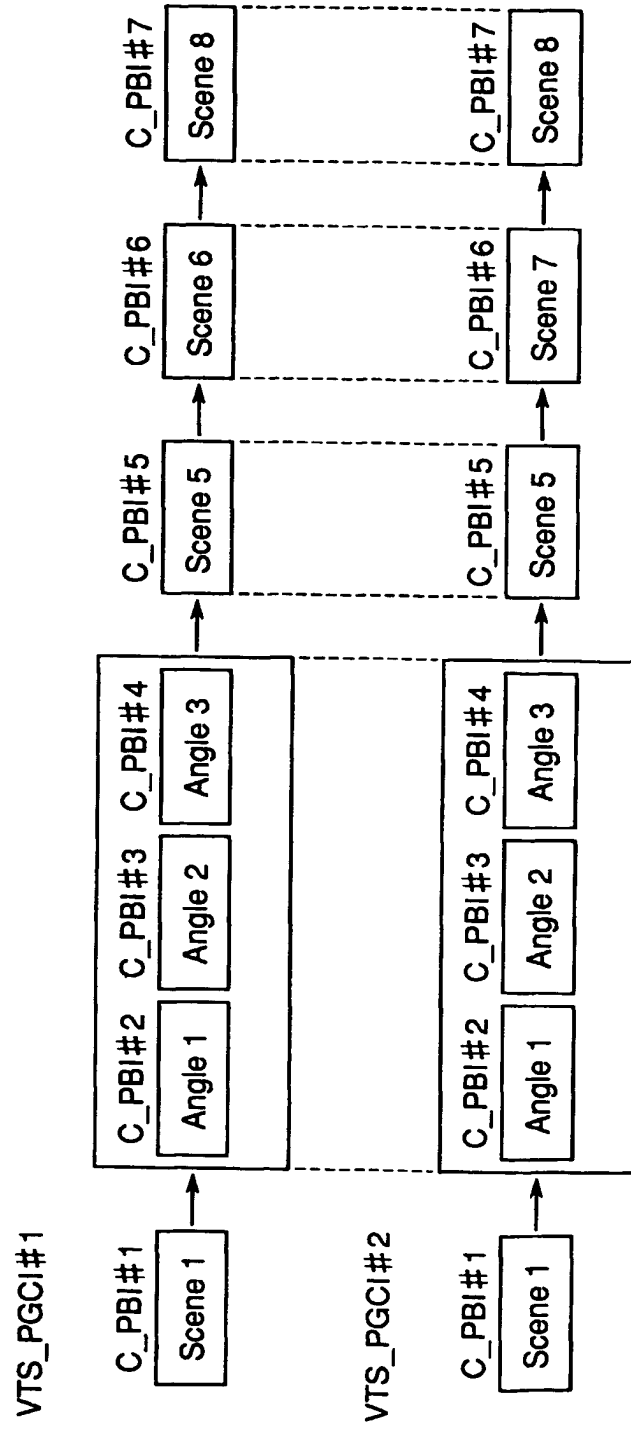 VTS_PGCI#1
C_PBI#1
Scene 1
C_PBI#2
Angle 1
C_PBI#3
Angle 2
C_PBI#4
Angle 3
C_PBI#5
Scene 5
C_PBI#6
Scene 6
C_PBI#7
Scene 8
VTS_PGCI#2
C_PBI#1
Scene 1
C_PBI#2
Angle 1
C_PBI#3
Angle 2
C_PBI#4
Angle 3
C_PBI#5
Scene 5
C_PBI#6
Scene 7
C_PBI#7
Scene 8